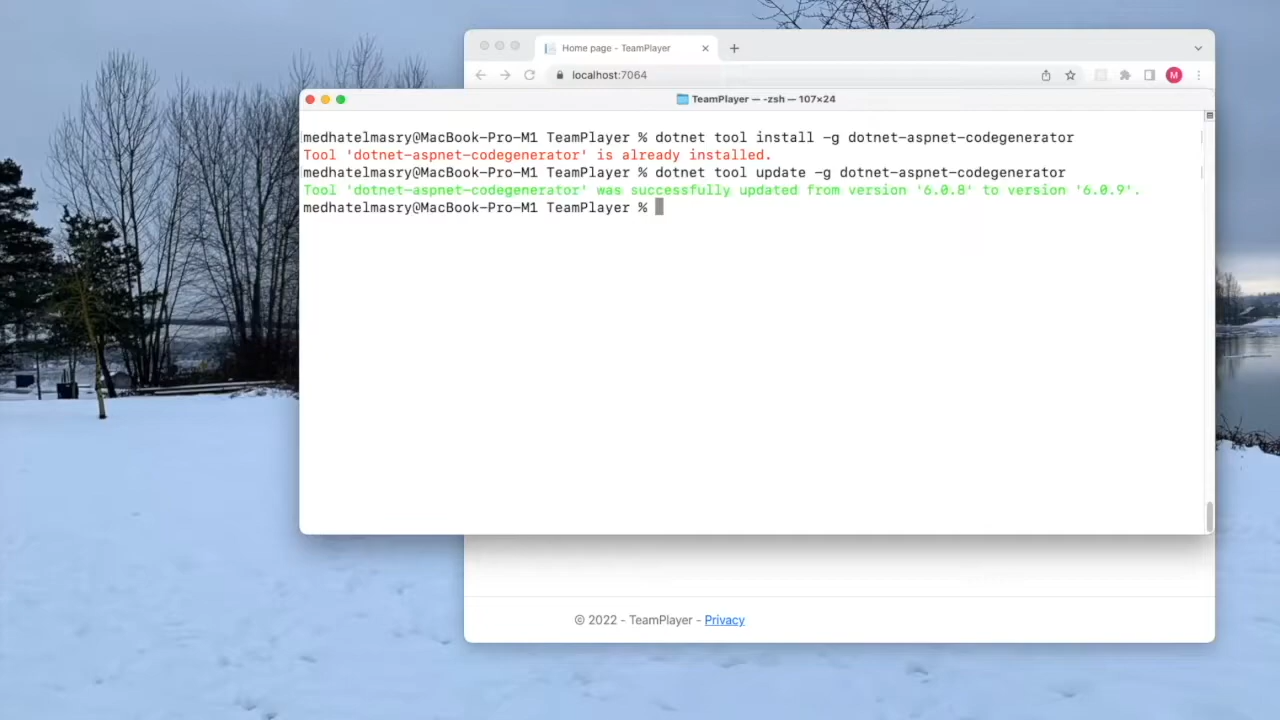 Home page - TeamPlayer
localhost:7064
M
TeamPlayer — -zsh — 107×24
medhatelmasry@MacBook-Pro-M1 TeamPlayer % dotnet tool install -g dotnet-aspnet-codegenerator
Tool 'dotnet-aspnet-codegenerator' is already installed.
medhatelmasry@MacBook-Pro-M1 TeamPlayer % dotnet tool update -g dotnet-aspnet-codegenerator
Tool 'dotnet-aspnet-codegenerator' was successfully updated from version '6.0.8' to version '6.0.9'.
medhatelmasry@MacBook-Pro-M1 TeamPlayer %
© 2022 - TeamPlayer - Privacy